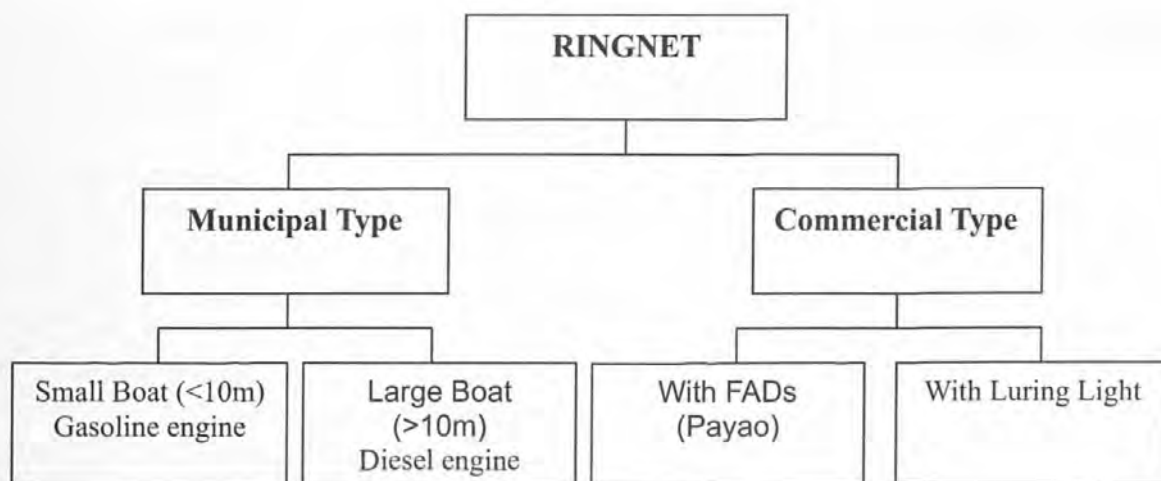 RINGNET
Municipal Type
Commercial Type
Small Boat (<10m)
Gasoline engine
Large Boat
(>10m)
Diesel engine
With FADs
(Payao)
With Luring Light